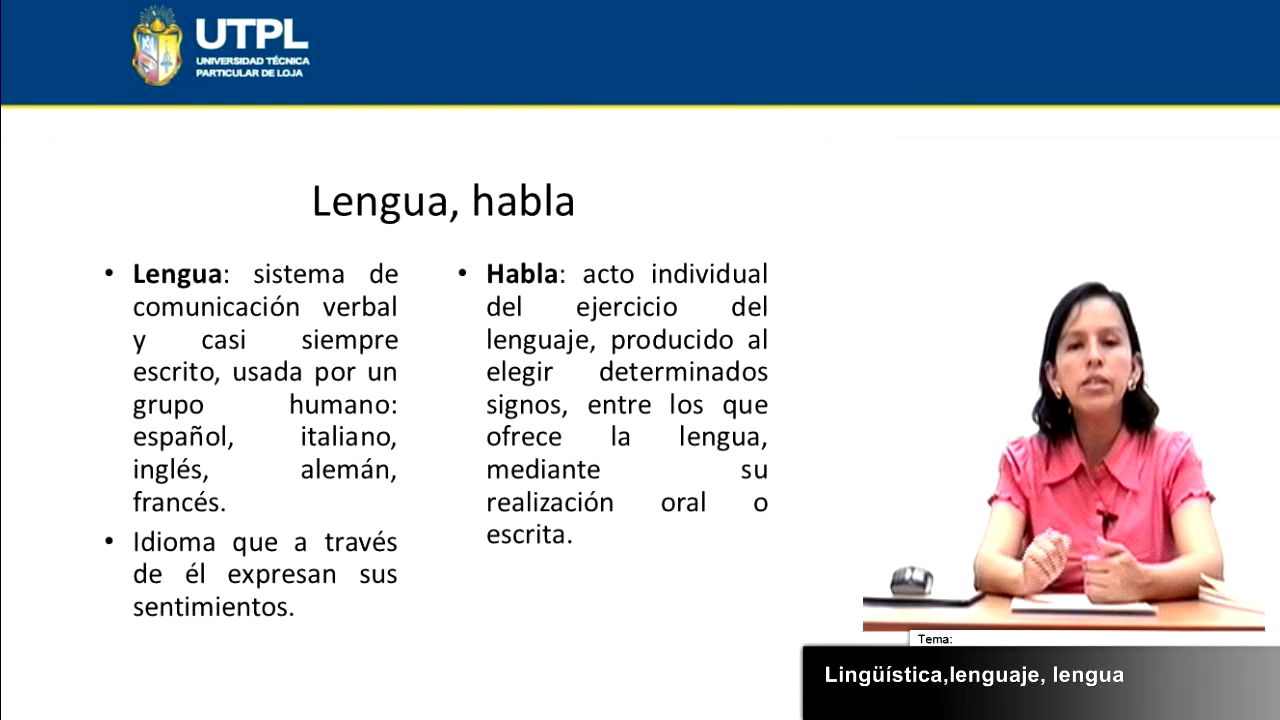 UTPL
UNIVERSIDAD TÉCNICA
PARTICULAR DE LOJA
Lengua, habla
• Lengua: sistema de
comunicación verbal
y casi siempre
escrito, usada por un
grupo humano:
español, italiano,
inglés, alemán,
francés.
• Idioma que a través
de él expresan sus
sentimientos.
• Habla: acto individual
del ejercicio del
lenguaje, producido al
elegir determinados
signos, entre los que
ofrece la lengua,
mediante su
realización oral o
escrita.
Tema:
Lingüística,lenguaje, lengua